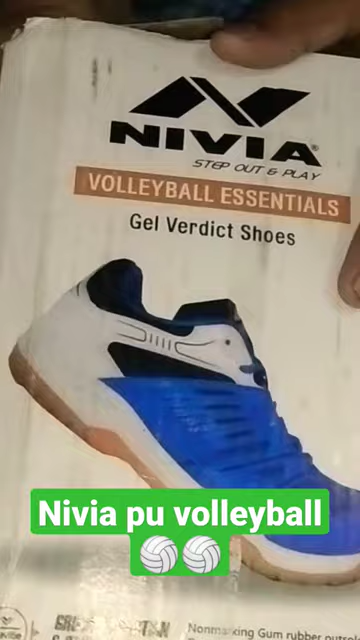 NIVIA
STEP OUT & PLAY
VOLLEYBALL ESSENTIALS
Gel Verdict Shoes
Nivia pu volleyball
🏐🏐
Nonmarking Gum rubber